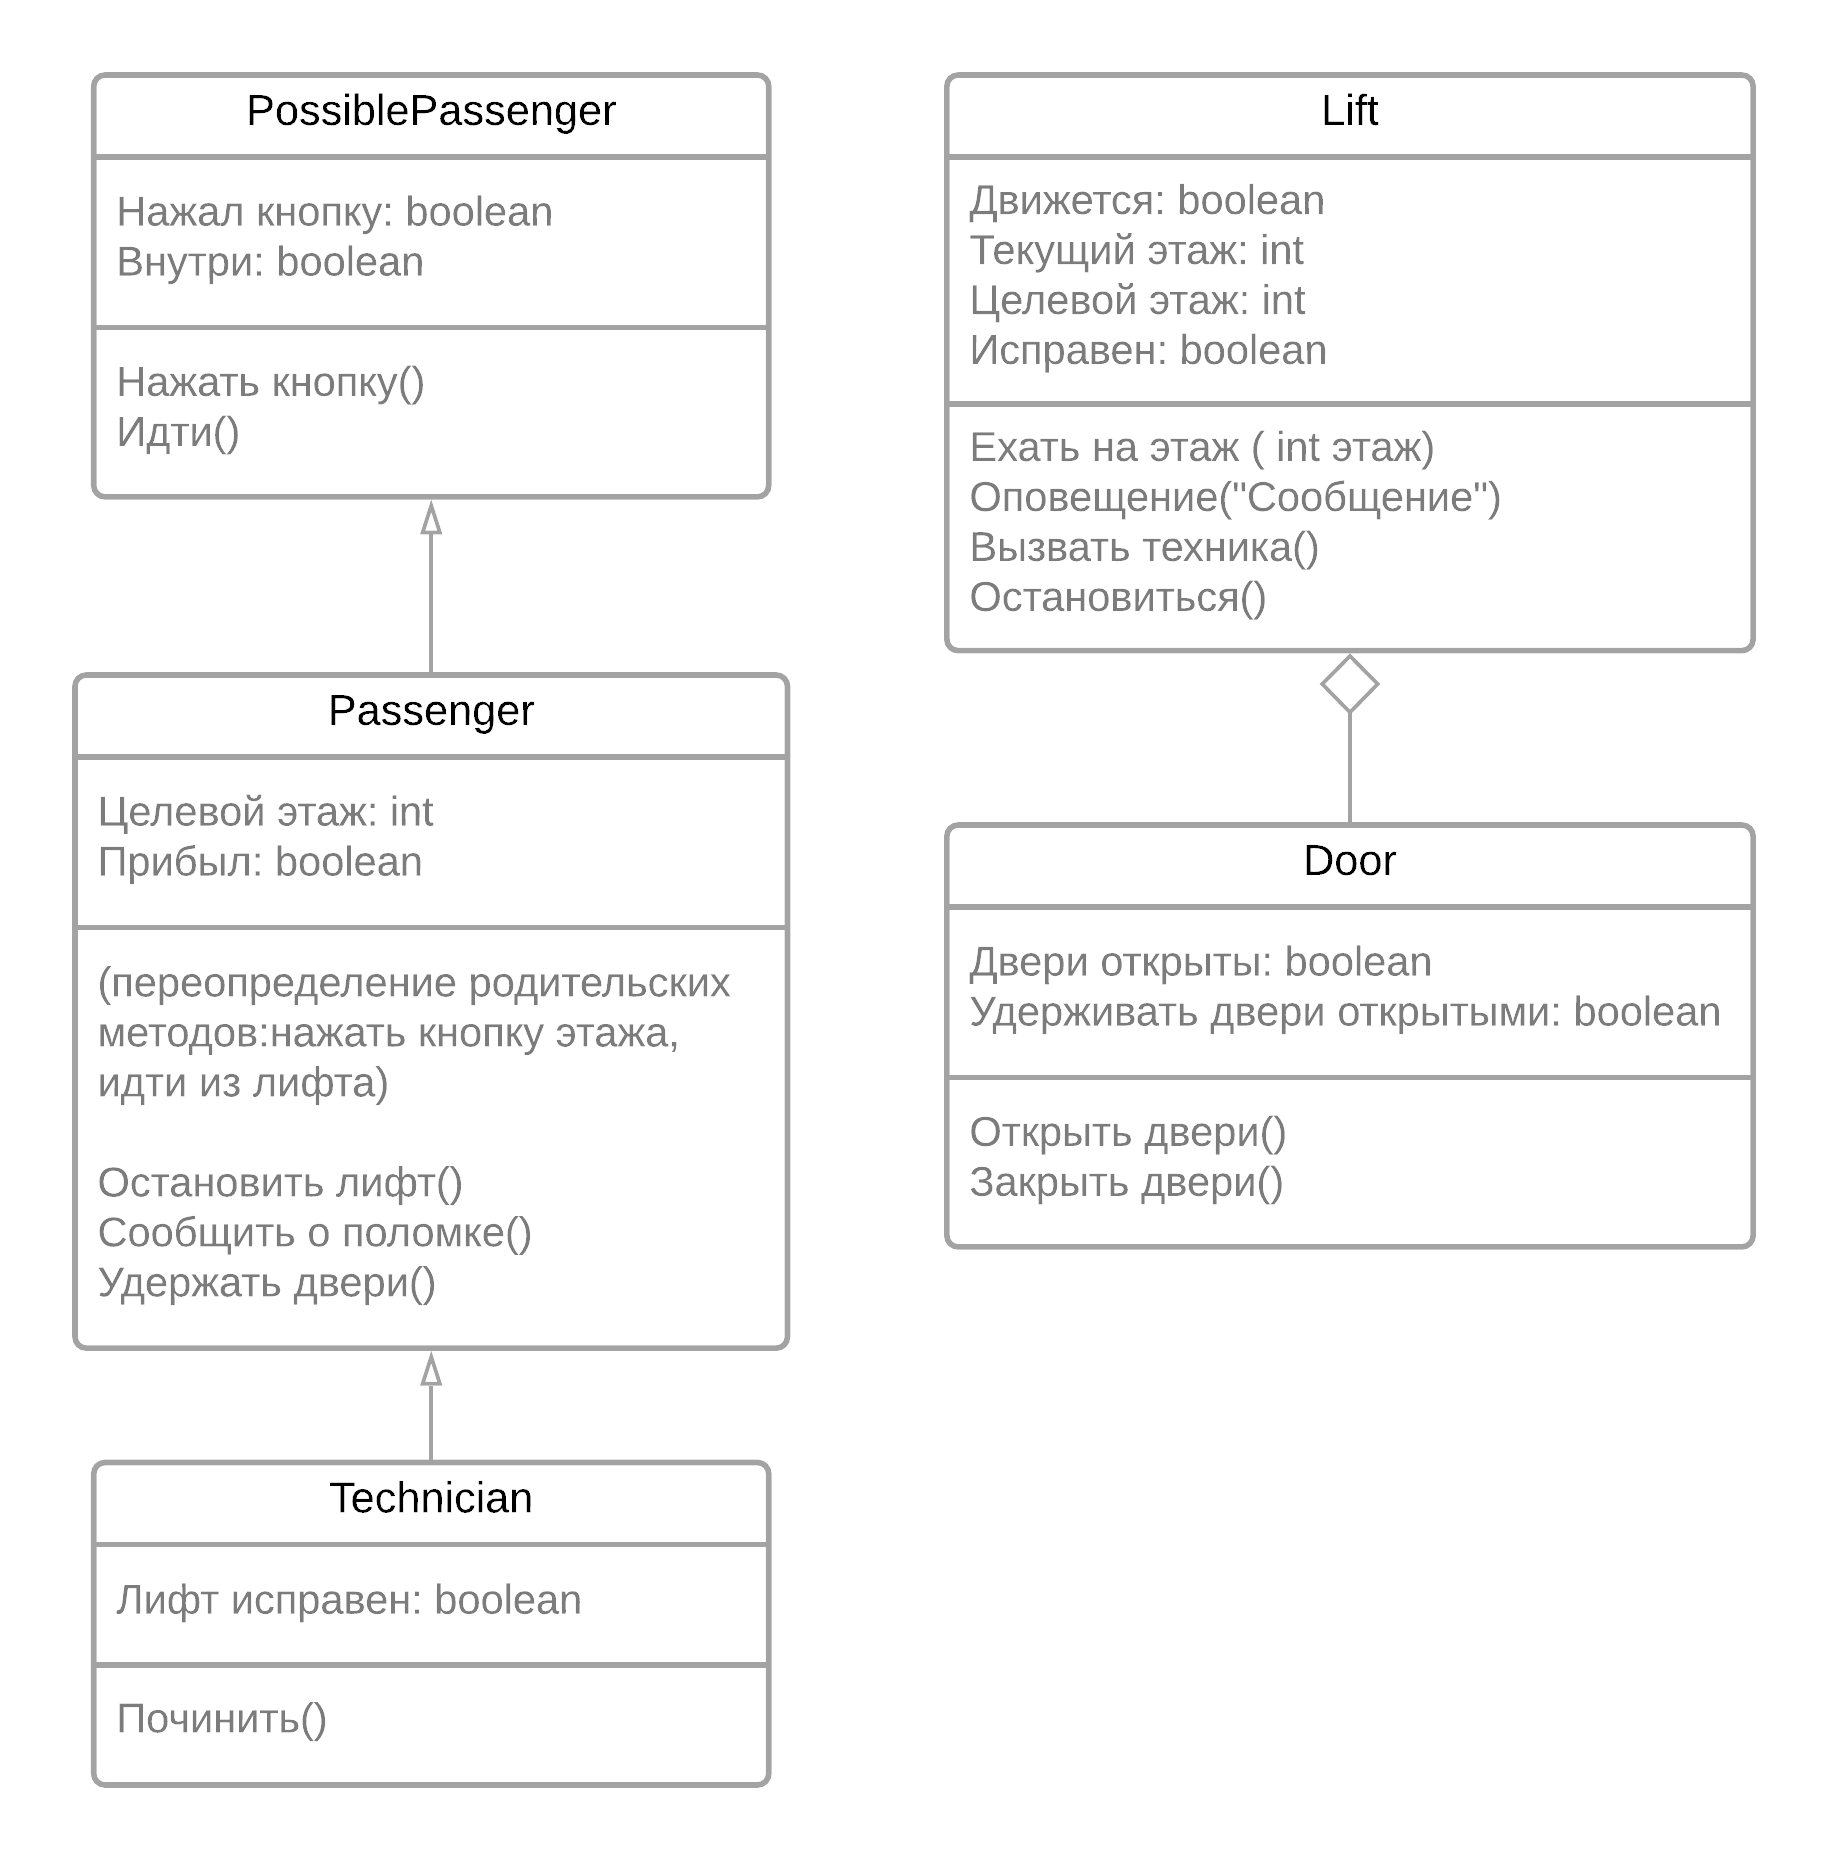 PossiblePassenger
Нажал кнопку: boolean
Внутри: boolean
Нажать кнопку()
Идти()
Passenger
Целевой этаж: int
Прибыл: boolean
(переопределение родительских
методов:нажать кнопку этажа,
идти из лифта)
Остановить лифт()
Сообщить о поломке()
Удержать двери()
Technician
Лифт исправен: boolean
Починить()
Lift
Движется: boolean
Текущий этаж: int
Целевой этаж: int
Исправен: boolean
Ехать на этаж ( int этаж)
Оповещение("Сообщение")
Вызвать техника()
Остановиться()
Door
Двери открыты: boolean
Удерживать двери открытыми: boolean
Открыть двери()
Закрыть двери()